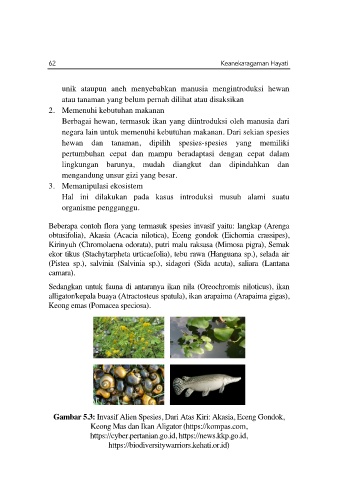 62 Keanekaragaman Hayati
unik ataupun aneh menyebabkan manusia mengintroduksi hewan
atau tanaman yang belum pernah dilihat atau disaksikan
2. Memenuhi kebutuhan makanan
Berbagai hewan, termasuk ikan yang diintroduksi oleh manusia dari
negara lain untuk memenuhi kebutuhan makanan. Dari sekian spesies
hewan dan tanaman, dipilih spesies-spesies yang memiliki
pertumbuhan cepat dan mampu beradaptasi dengan cepat dalam
lingkungan barunya, mudah diangkut dan dipindahkan dan
mengandung unsur gizi yang besar.
3. Memanipulasi ekosistem
Hal ini dilakukan pada kasus introduksi musuh alami suatu
organisme pengganggu.
Beberapa contoh flora yang termasuk spesies invasif yaitu: langkap (Arenga
obtusifolia), Akasia (Acacia nilotica), Eceng gondok (Eichornia crassipes),
Kirinyuh (Chromolaena odorata), putri malu raksasa (Mimosa pigra), Semak
ekor tikus (Stachytarpheta urticaefolia), tebu rawa (Hanguana sp.), selada air
(Pistea sp.), salvinia (Salvinia sp.), sidagori (Sida acuta), saliara (Lantana
camara).
Sedangkan untuk fauna di antaranya ikan nila (Oreochromis niloticus), ikan
alligator/kepala buaya (Atractosteus spatula), ikan arapaima (Arapaima gigas),
Keong emas (Pomacea speciosa).
Gambar 5.3: Invasif Alien Spesies, Dari Atas Kiri: Akasia, Eceng Gondok,
Keong Mas dan Ikan Aligator (https://kompas.com,
https://cyber.pertanian.go.id, https://news.kkp.go.id,
https://biodiversitywarriors.kehati.or.id)